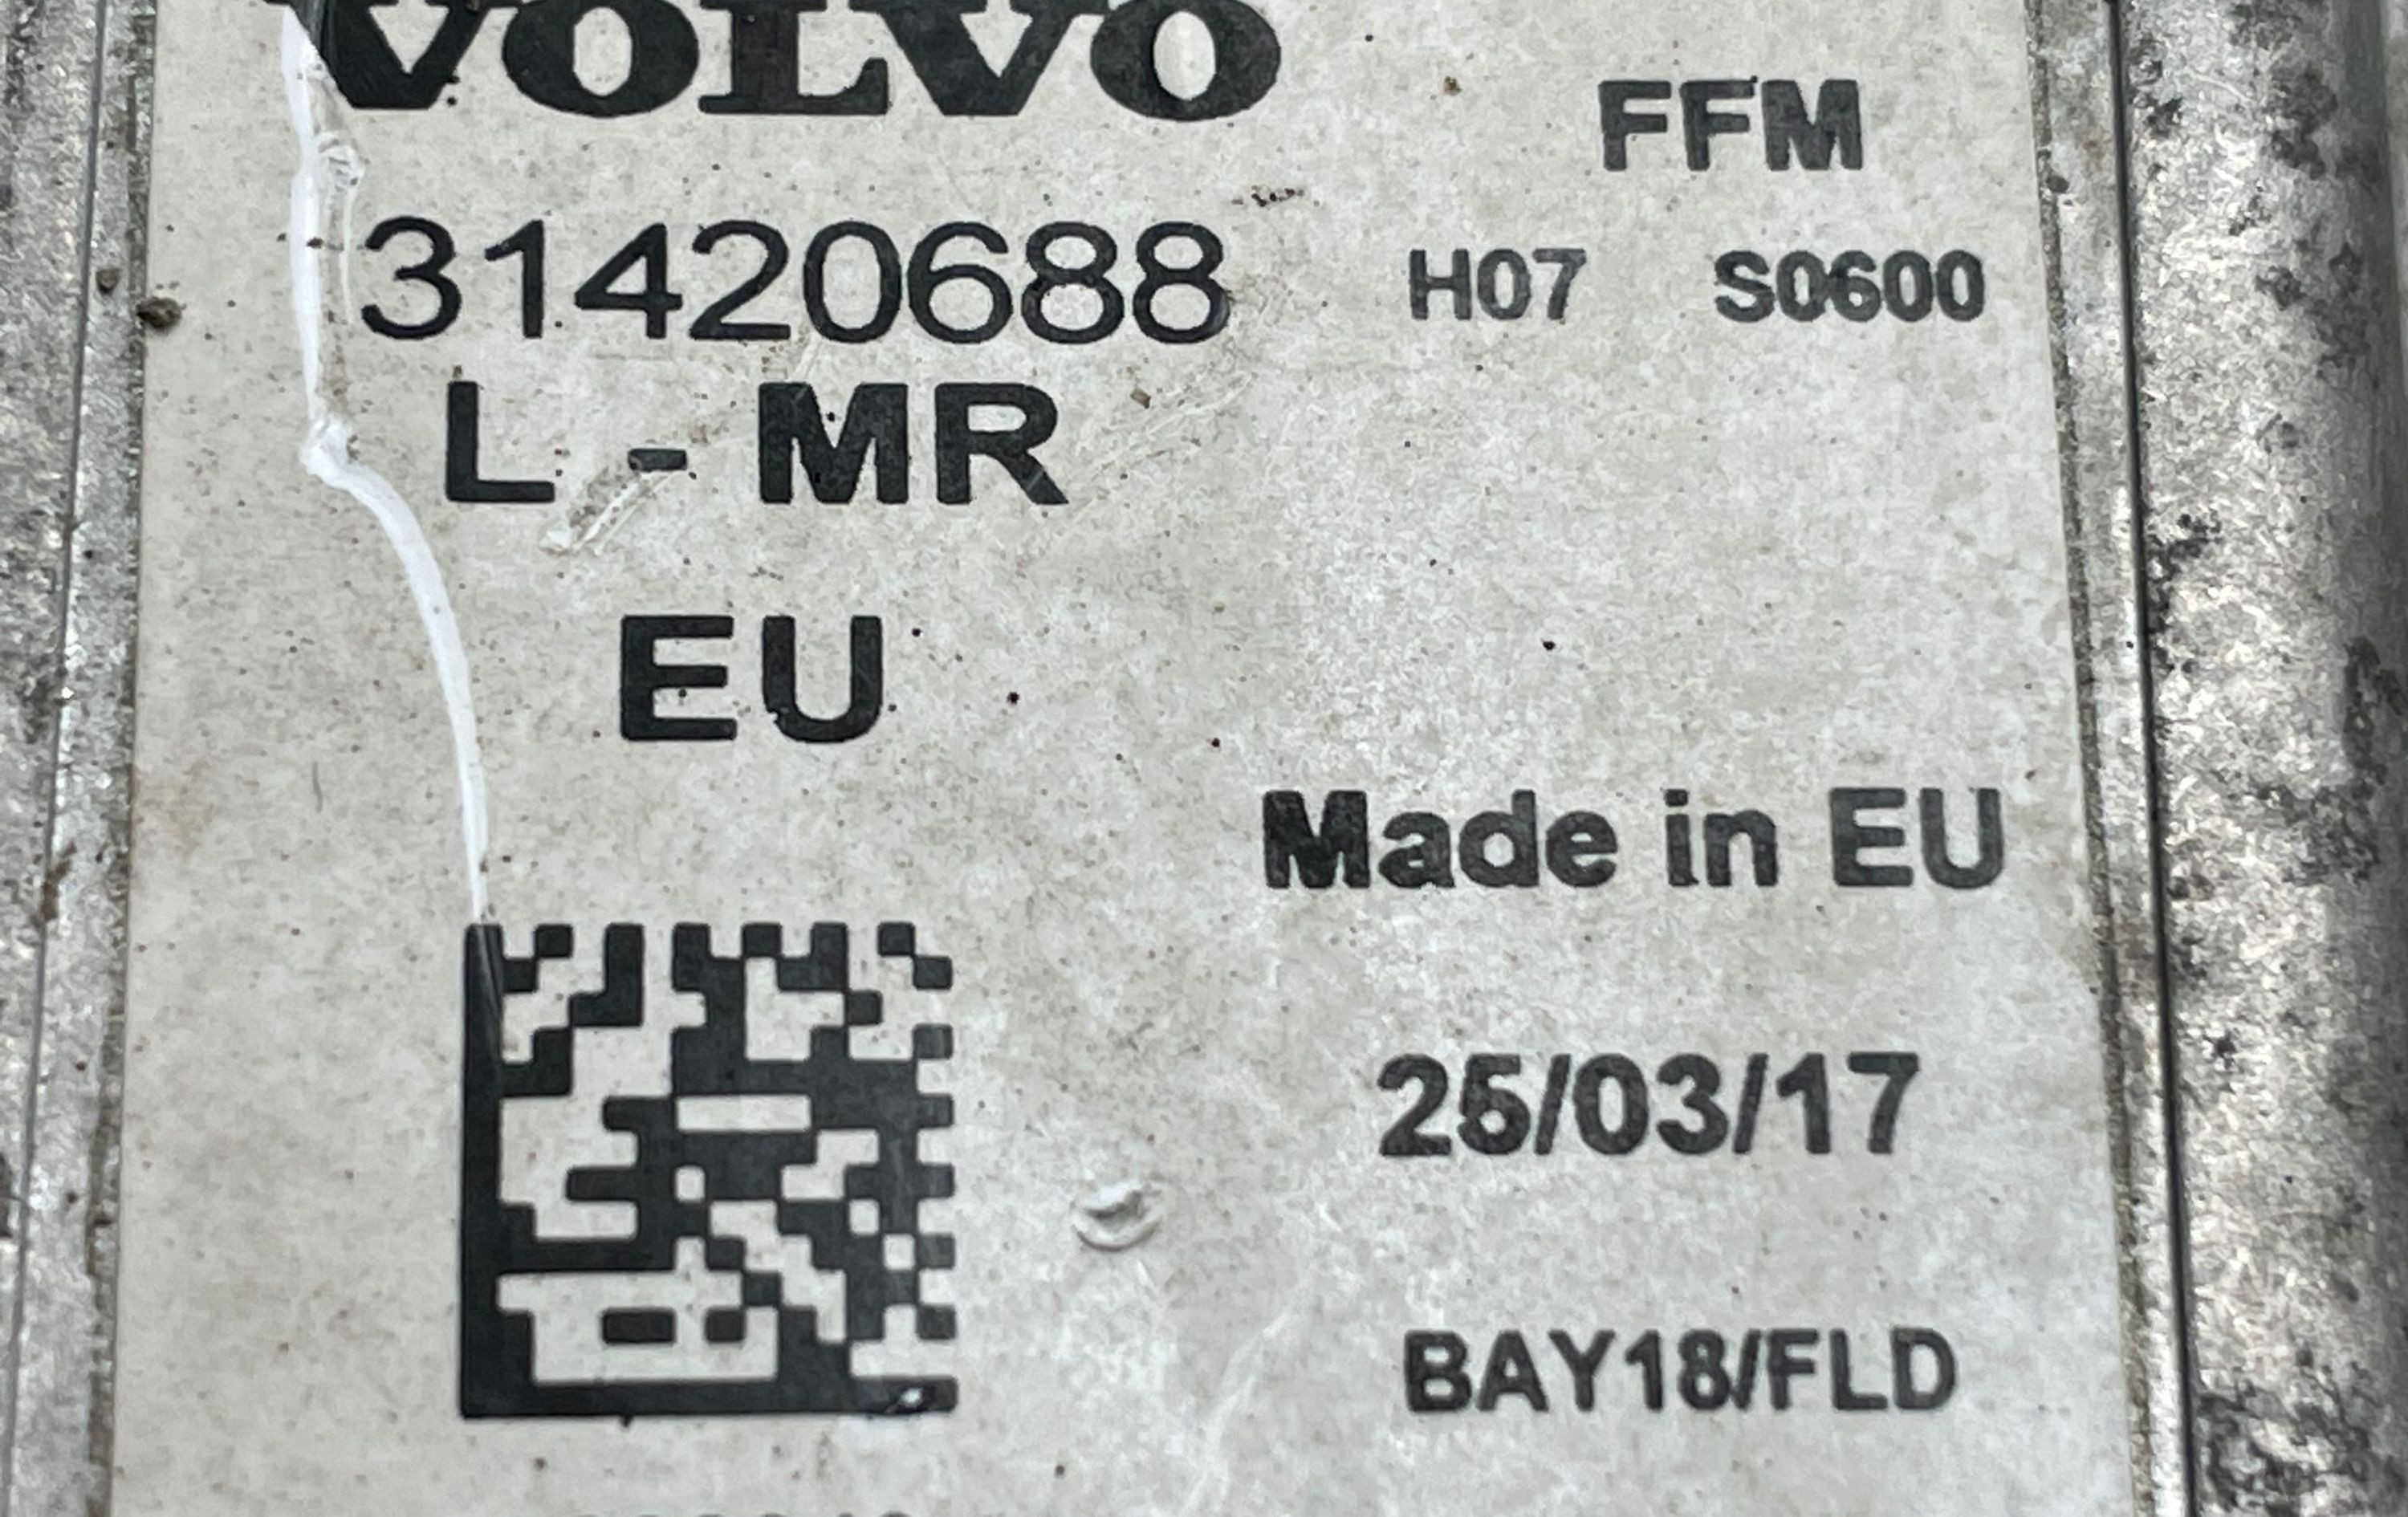 VOLVO
FFM
31420688
H07 S0600
L - MR
EU
Made in EU
25/03/17
BAY18/FLD